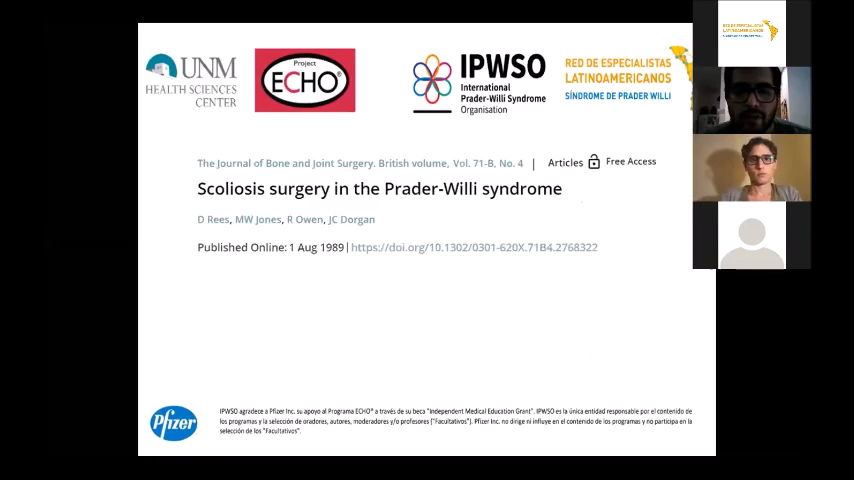 UNM
HEALTH SCIENCES
CENTER
Project
ECHO®
IPWSO
International
Prader-Willi Syndrome
Organisation
RED DE ESPECIALISTAS
LATINOAMERICANOS
SÍNDROME DE PRADER WILLI
RED DE ESPECIALISTAS
LATINOAMERICANOS
The Journal of Bone and Joint Surgery. British volume, Vol. 71-B, No. 4 | Articles Free Access
Scoliosis surgery in the Prader-Willi syndrome
D Rees, MW Jones, R Owen, JC Dorgan
Published Online: 1 Aug 1989 | https://doi.org/10.1302/0301-620X.71B4.2768322
Pfizer
IPWSO agradece a Pfizer Inc. su apoyo al Programa ECHO® a través de su beca "Independent Medical Education Grant". IPWSO es la única entidad responsable por el contenido de
los programas y la selección de oradores, autores, moderadores y/o profesores ("Facultativos"). Pfizer Inc. no dirige ni influye en el contenido de los programas y no participa en la
selección de los "Facultativos".